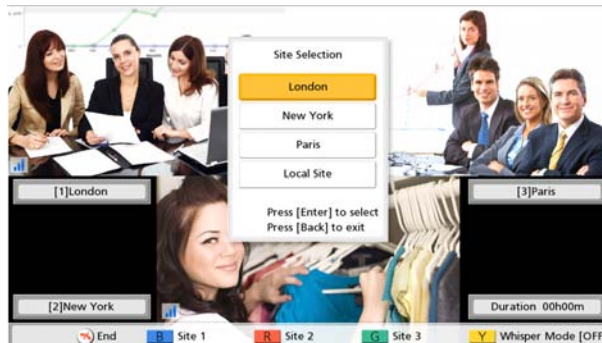 Site Selection
London
New York
Paris
Local Site
Press [Enter] to select
Press [Back] to exit
[1]London
[3]Paris
[2]New York
Duration 00h00m
End
B Site 1
R Site 2
G Site 3
Y Whisper Mode [OFF